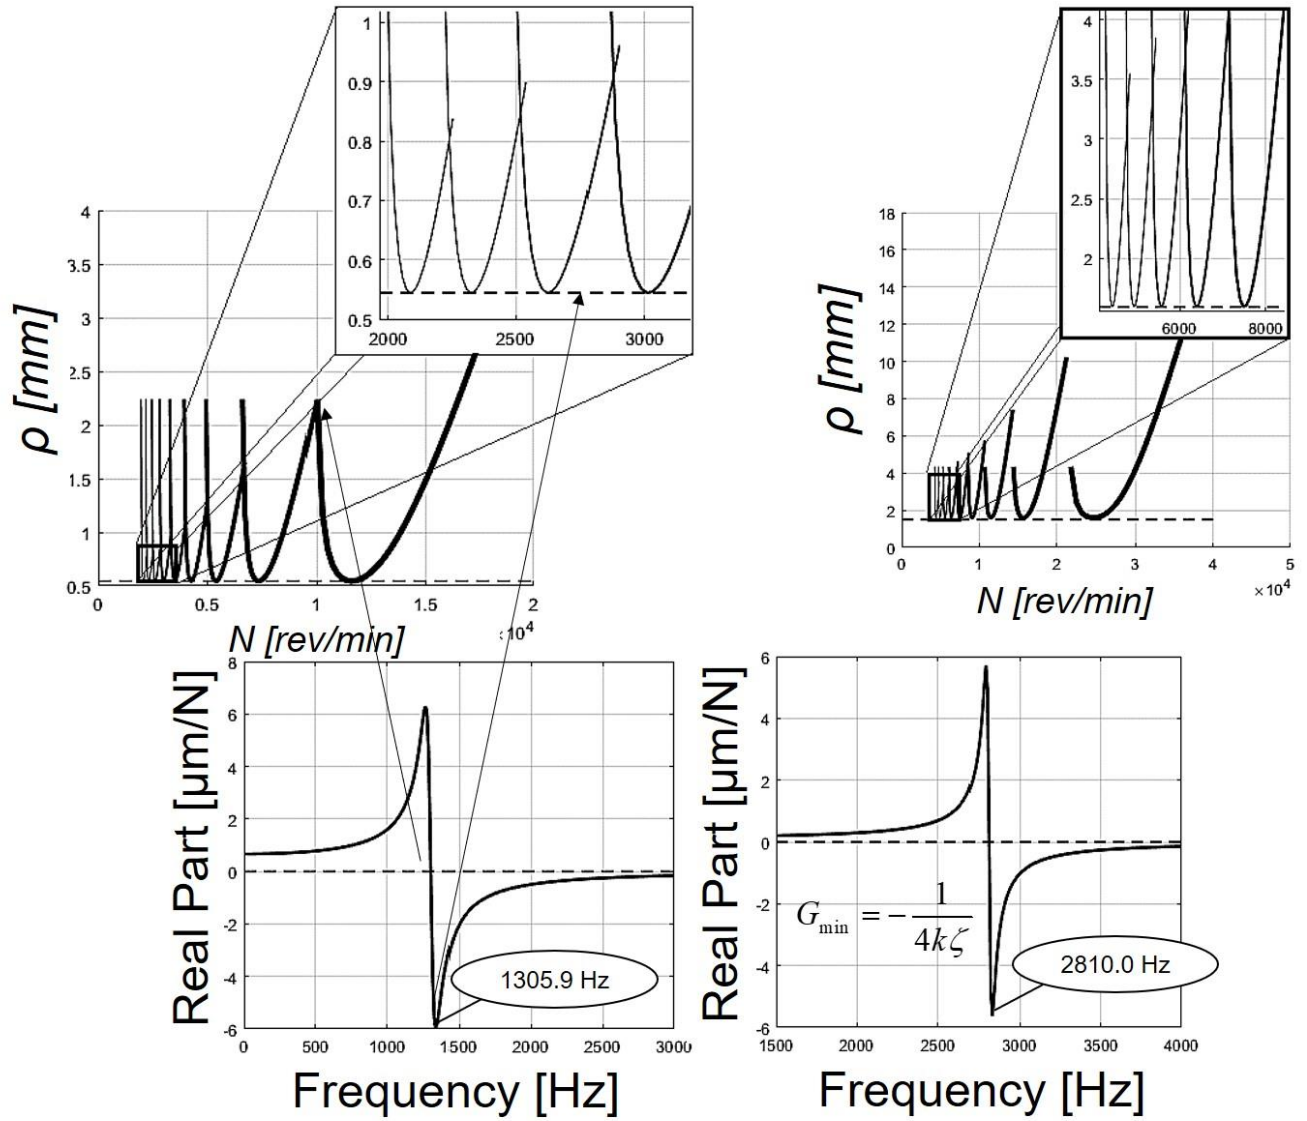 1
0.9
0.8
0.7
0.6
0.5
2000 2500 3000
4
3.5
3
2.5
2
1.5
1
0.5
0 0.5 1 1.5 2
×10⁴
ρ [mm]
N [rev/min]
4
3.5
3
2.5
2
6000 8000
18
16
14
12
10
8
6
4
2
0
0 1 2 3 4 5
×10⁴
ρ [mm]
N [rev/min]
8
6
4
2
0
-2
-4
-6
0 500 1000 1500 2000 2500 3000
Real Part [μm/N]
1305.9 Hz
Frequency [Hz]
6
4
2
0
-2
-4
-6
1500 2000 2500 3000 3500 4000
Real Part [μm/N]
G_min = -1/(4kζ)
2810.0 Hz
Frequency [Hz]